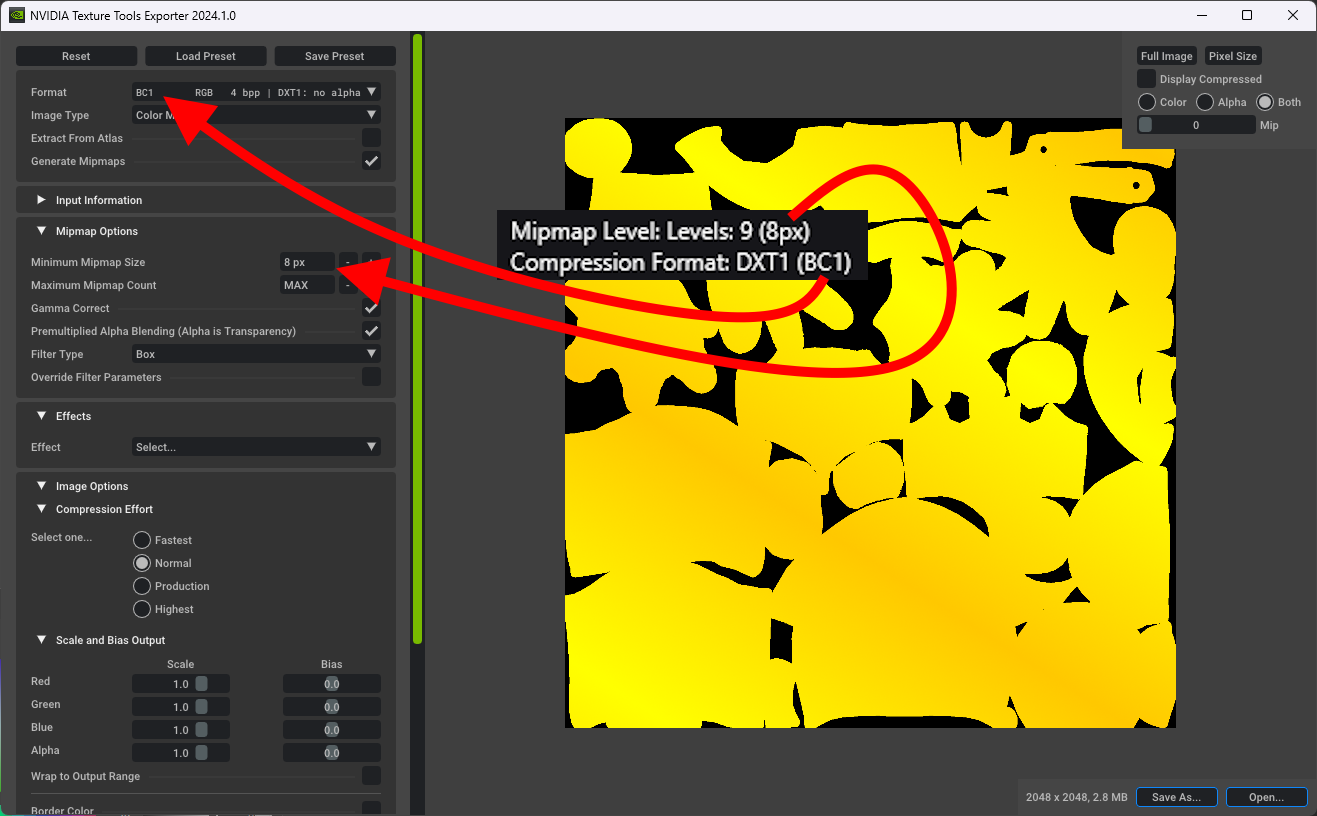 NVIDIA Texture Tools Exporter 2024.1.0
Reset Load Preset Save Preset
Format BC1 RGB 4 bpp | DXT1: no alpha
Image Type Color M
Extract From Atlas
Generate Mipmaps
Input Information
Mipmap Options
Minimum Mipmap Size 8 px -
Maximum Mipmap Count MAX -
Gamma Correct
Premultiplied Alpha Blending (Alpha is Transparency)
Filter Type Box
Override Filter Parameters
Effects
Effect Select...
Image Options
Compression Effort
Select one...
Fastest
Normal
Production
Highest
Scale and Bias Output
Scale Bias
Red 1.0 0.0
Green 1.0 0.0
Blue 1.0 0.0
Alpha 1.0 0.0
Wrap to Output Range
Border Color
Mipmap Level: Levels: 9 (8px)
Compression Format: DXT1 (BC1)
Full Image Pixel Size
Display Compressed
Color Alpha Both
0 Mip
2048 x 2048, 2.8 MB Save As... Open...